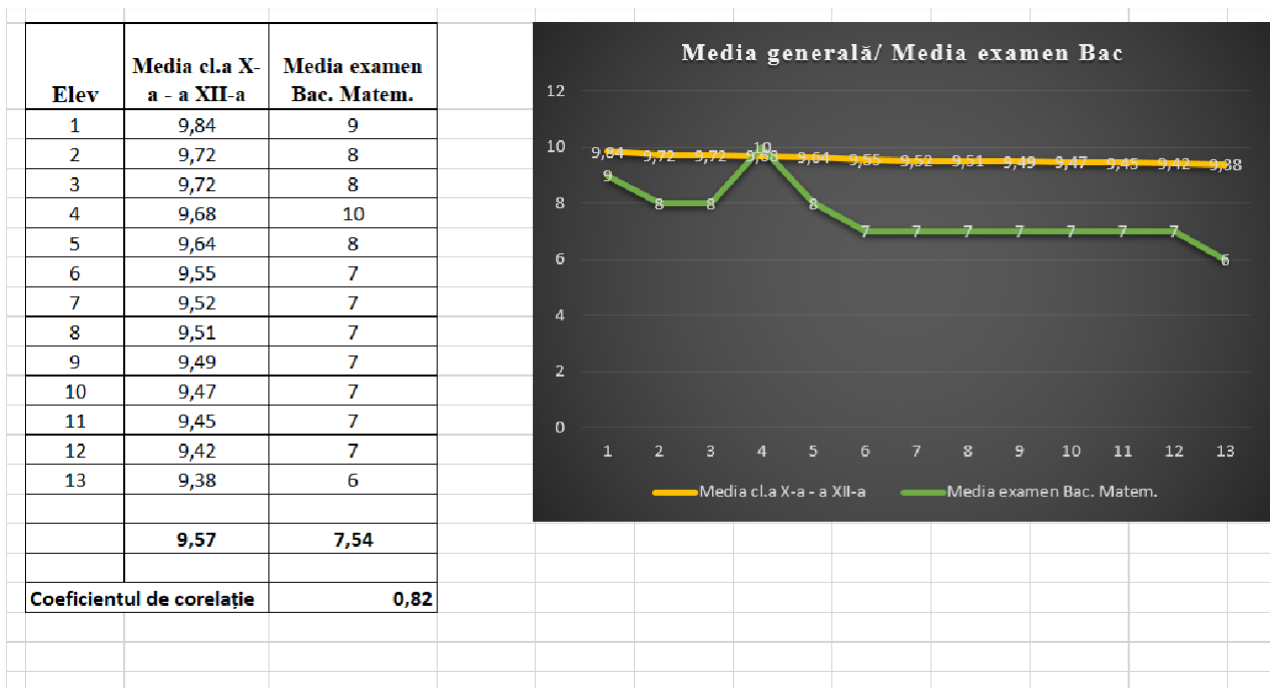 Elev Media cl.a X-a - a XII-a Media examen Bac. Matem.
1 9,84 9
2 9,72 8
3 9,72 8
4 9,68 10
5 9,64 8
6 9,55 7
7 9,52 7
8 9,51 7
9 9,49 7
10 9,47 7
11 9,45 7
12 9,42 7
13 9,38 6
9,57 7,54
Coeficientul de corelație 0,82
Media generală/ Media examen Bac
12
10
8
6
4
2
0
9,84 9,72 9,72 9,68 9,64 9,55 9,52 9,51 9,49 9,47 9,45 9,42 9,38
9 8 8 10 8 7 7 7 7 7 7 7 6
1 2 3 4 5 6 7 8 9 10 11 12 13
Media cl.a X-a - a XII-a Media examen Bac. Matem.